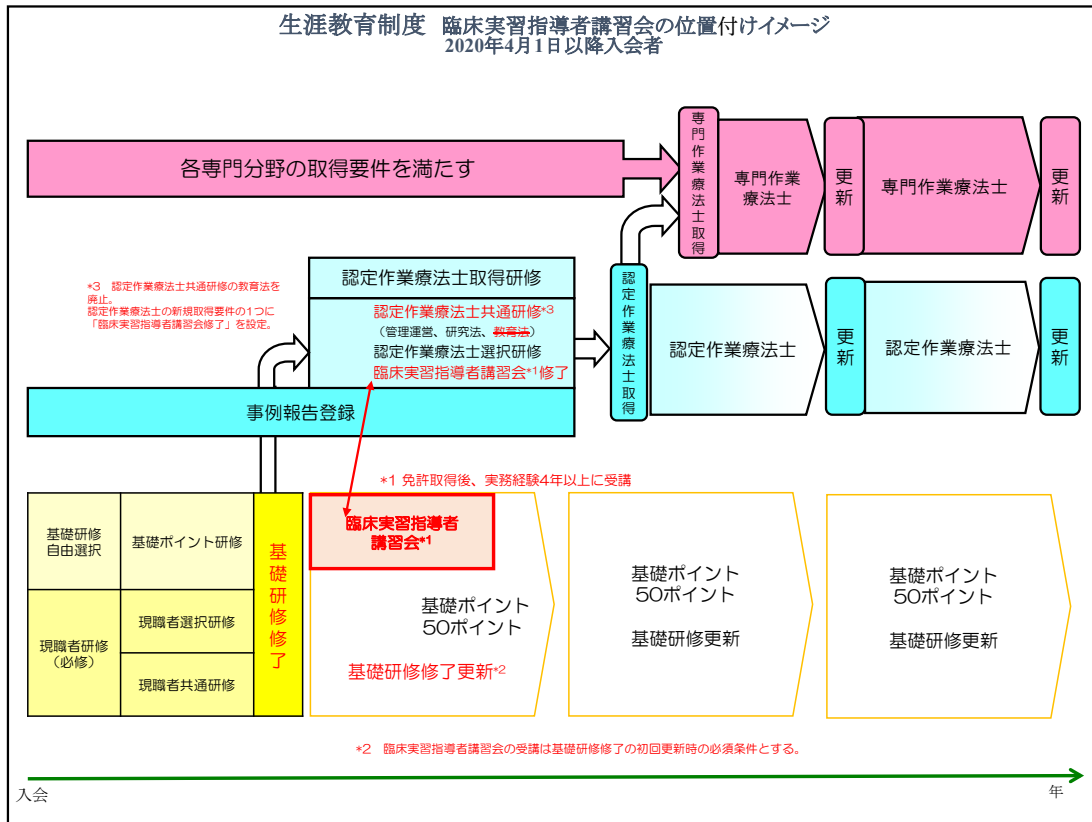 生涯教育制度 臨床実習指導者講習会の位置付けイメージ
2020年4月1日以降入会者
各専門分野の取得要件を満たす
専門作業療法士取得
専門作業
療法士
更新
専門作業療法士
更新
*3 認定作業療法士共通研修の教育法を
廃止。
認定作業療法士の新規取得要件の1つに
「臨床実習指導者講習会修了」を設定。
認定作業療法士取得研修
認定作業療法士共通研修*3
(管理運営、研究法、教育法)
認定作業療法士選択研修
臨床実習指導者講習会*1修了
事例報告登録
認定作業療法士取得
認定作業療法士
更新
認定作業療法士
更新
*1 免許取得後、実務経験4年以上に受講
基礎研修
自由選択
基礎ポイント研修
現職者研修
(必修)
現職者選択研修
現職者共通研修
基礎研修修了
臨床実習指導者
講習会*1
基礎ポイント
50ポイント
基礎研修修了更新*2
基礎ポイント
50ポイント
基礎研修更新
基礎ポイント
50ポイント
基礎研修更新
*2 臨床実習指導者講習会の受講は基礎研修修了の初回更新時の必須条件とする。
入会
年